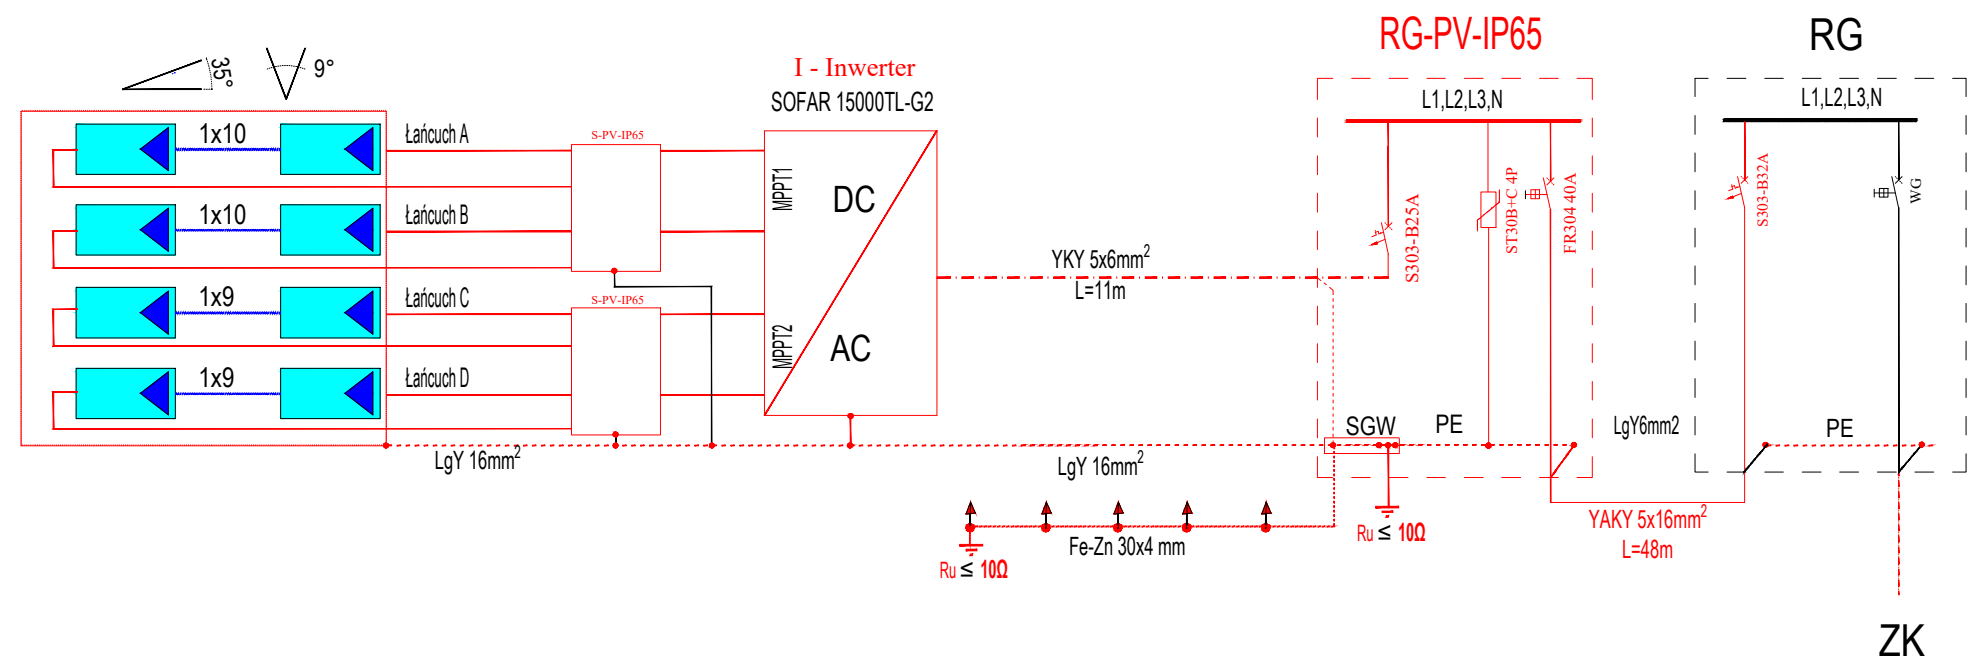 RG-PV-IP65
RG
35°
9°
I - Inwerter
SOFAR 15000TL-G2
L1,L2,L3,N
L1,L2,L3,N
1x10
Łańcuch A
S-PV-IP65
MPPT1
DC
1x10
Łańcuch B
1x9
Łańcuch C
S-PV-IP65
MPPT2
AC
1x9
Łańcuch D
YKY 5x6mm²
L=11m
S303-B25A
ST30B+C 4P
FR304 40A
S303-B32A
WG
LgY 16mm²
LgY 16mm²
SGW
PE
LgY6mm2
PE
Fe-Zn 30x4 mm
Ru ≤ 10Ω
Ru ≤ 10Ω
YAKY 5x16mm²
L=48m
ZK